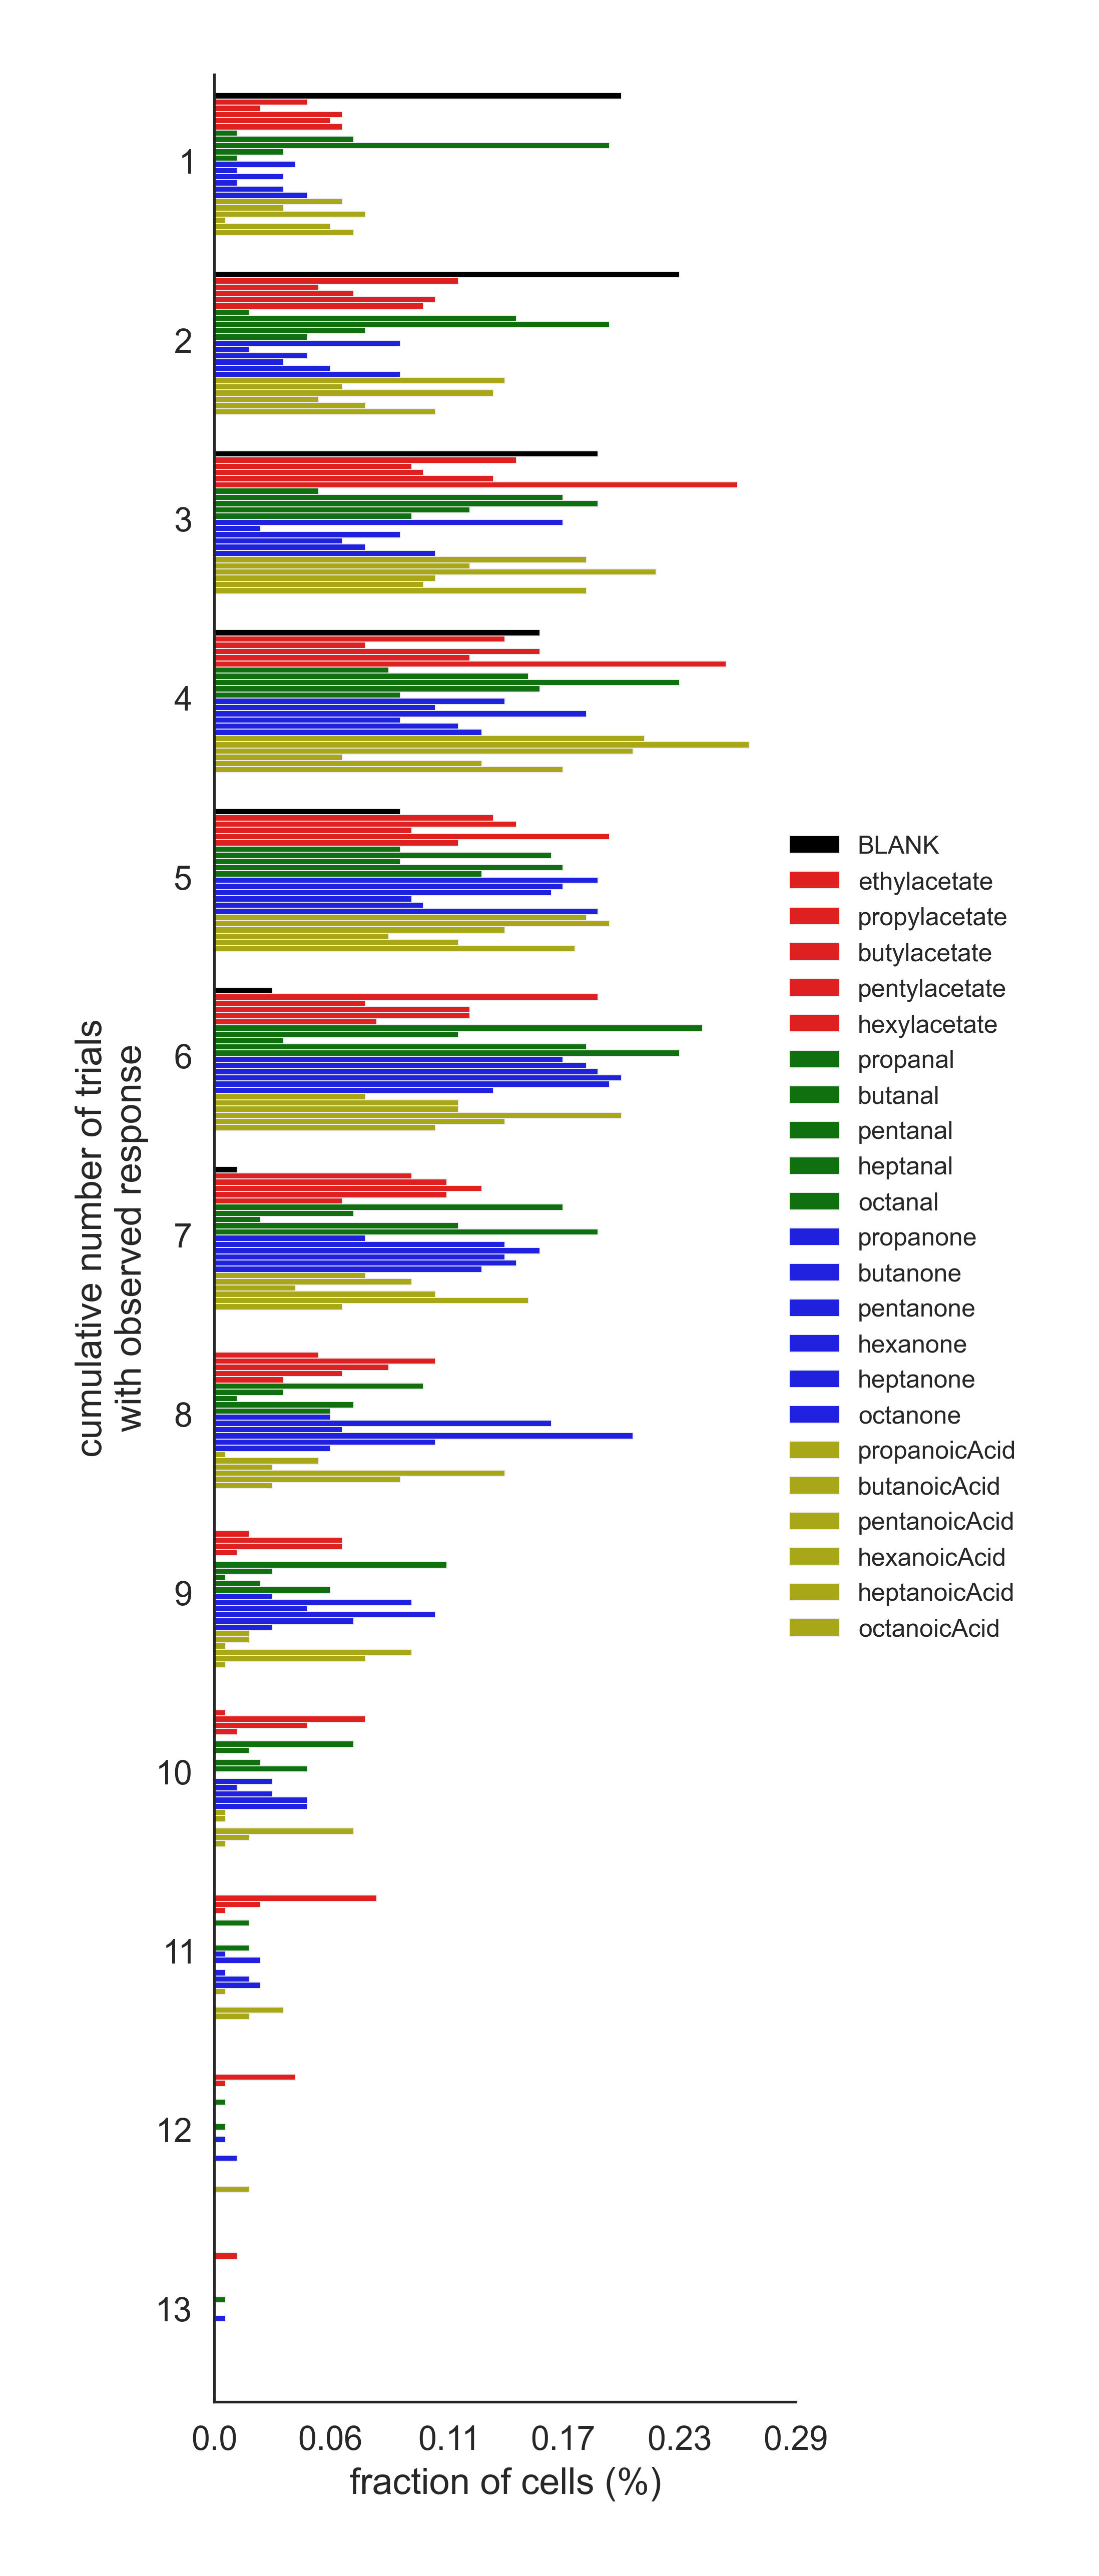 1
2
3
4
5
6
7
8
9
10
11
12
13
cumulative number of trials
with observed response
BLANK
ethylacetate
propylacetate
butylacetate
pentylacetate
hexylacetate
propanal
butanal
pentanal
heptanal
octanal
propanone
butanone
pentanone
hexanone
heptanone
octanone
propanoicAcid
butanoicAcid
pentanoicAcid
hexanoicAcid
heptanoicAcid
octanoicAcid
0.0 0.06 0.11 0.17 0.23 0.29
fraction of cells (%)